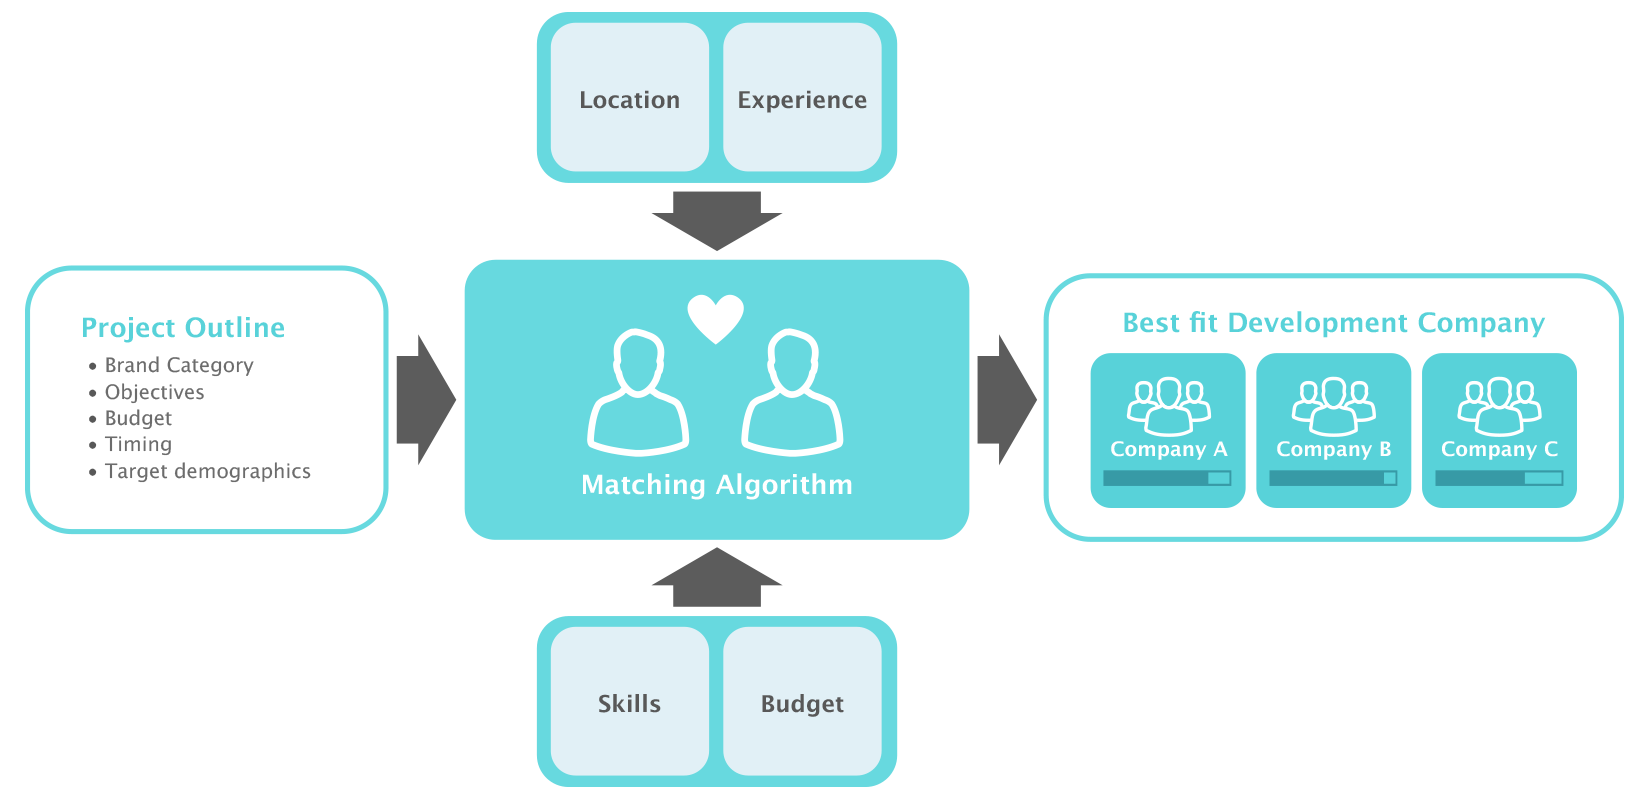 Location
Experience
Project Outline
• Brand Category
• Objectives
• Budget
• Timing
• Target demographics
Matching Algorithm
Best fit Development Company
Company A
Company B
Company C
Skills
Budget